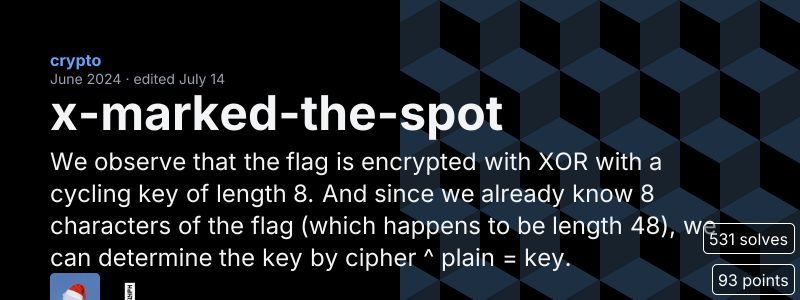 crypto
June 2024 · edited July 14
x-marked-the-spot
We observe that the flag is encrypted with XOR with a
cycling key of length 8. And since we already know 8
characters of the flag (which happens to be length 48), we
can determine the key by cipher ^ plain = key.
531 solves
93 points